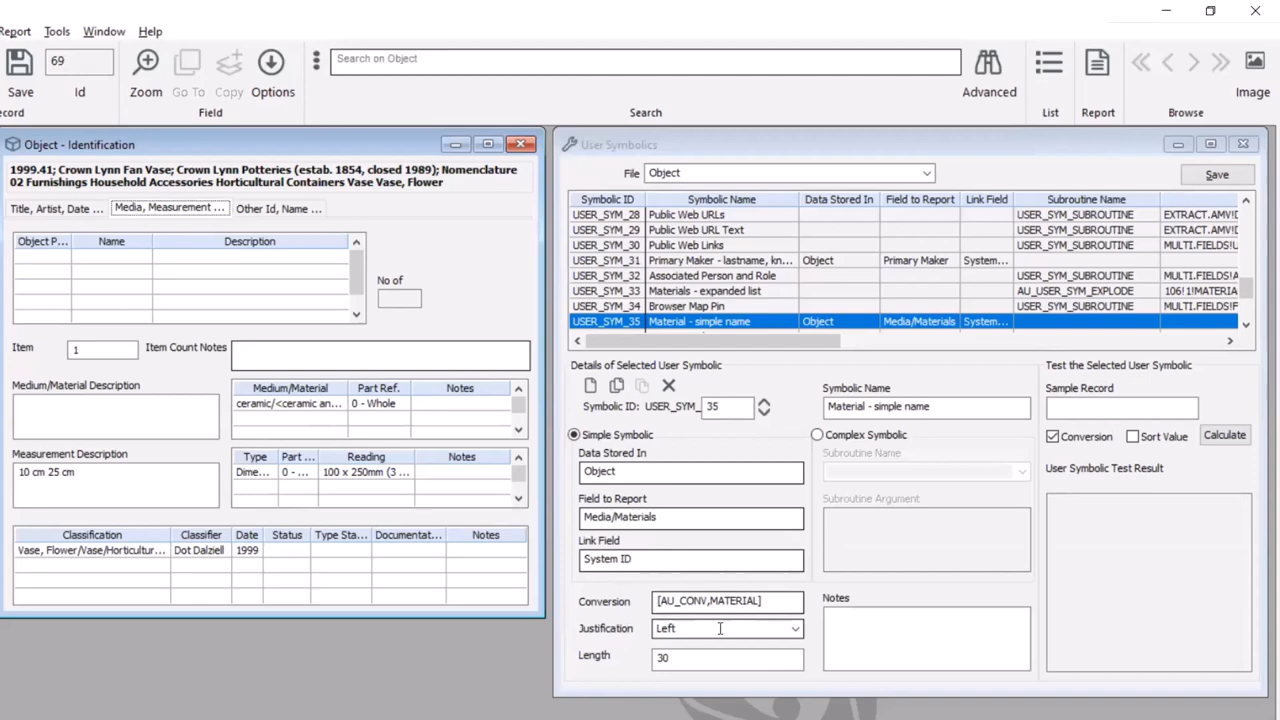 Report Tools Window Help
69
Search on Object
Save
Id
Zoom
Go To
Copy
Options
Advanced
Image
Field
Search
List
Report
Browse
Object - Identification
1999.41; Crown Lynn Fan Vase; Crown Lynn Potteries (estab. 1854, closed 1989); Nomenclature
02 Furnishings Household Accessories Horticultural Containers Vase Vase, Flower
Title, Artist, Date ... Media, Measurement ... Other Id, Name ...
Object P... Name Description
No of
Item 1 Item Count Notes
Medium/Material Description
Medium/Material Part Ref. Notes
ceramic/<ceramic an... 0 - Whole
Measurement Description
10 cm 25 cm
Type Part ... Reading Notes
Dime... 0 - ... 100 x 250mm (3 ...
Classification Classifier Date Status Type Sta... Documentat... Notes
Vase, Flower/Vase/Horticultur... Dot Dalziell 1999
User Symbolics
File Object Save
Symbolic ID Symbolic Name Data Stored In Field to Report Link Field Subroutine Name
USER_SYM_28 Public Web URLs USER_SYM_SUBROUTINE EXTRACT.AMV!D
USER_SYM_29 Public Web URL Text USER_SYM_SUBROUTINE EXTRACT.AMV!
USER_SYM_30 Public Web Links USER_SYM_SUBROUTINE MULTI.FIELDS!
USER_SYM_31 Primary Maker - lastname, kn... Object Primary Maker System...
USER_SYM_32 Associated Person and Role USER_SYM_SUBROUTINE MULTI.FIELDS!A
USER_SYM_33 Materials - expanded list AU_USER_SYM_EXPLODE 106!1!MATERIA
USER_SYM_34 Browser Map Pin USER_SYM_SUBROUTINE MULTI.FIELDS!F
USER_SYM_35 Material - simple name Object Media/Materials System...
Details of Selected User Symbolic
Symbolic ID: USER_SYM_ 35
Symbolic Name
Material - simple name
Simple Symbolic
Data Stored In
Object
Field to Report
Media/Materials
Link Field
System ID
Complex Symbolic
Subroutine Name
Subroutine Argument
Conversion [AU_CONV,MATERIAL]
Justification Left
Length 30
Notes
Test the Selected User Symbolic
Sample Record
Conversion Sort Value Calculate
User Symbolic Test Result